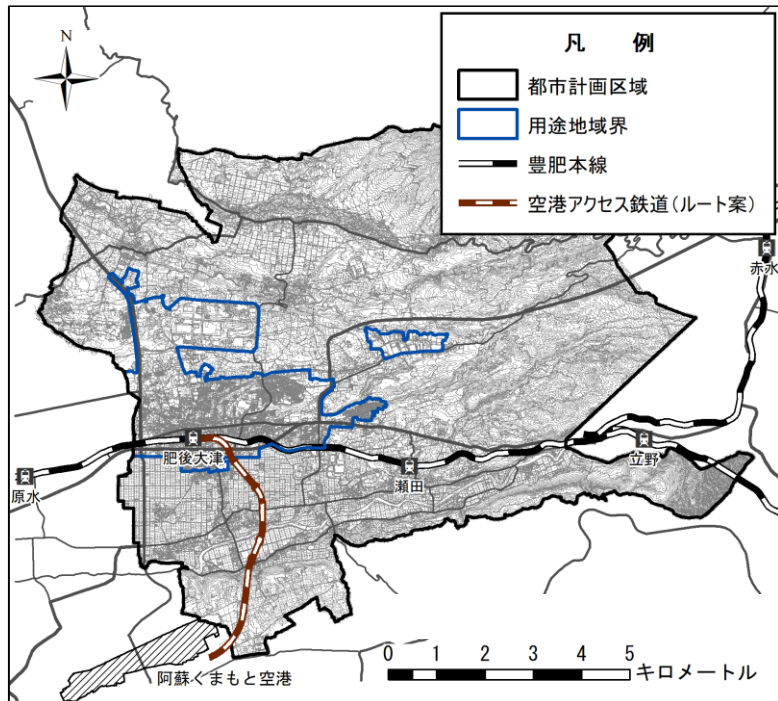 N
凡 例
都市計画区域
用途地域界
豊肥本線
空港アクセス鉄道(ルート案)
赤水
肥後大津
立野
瀬田
原水
0 1 2 3 4 5
キロメートル
阿蘇くまもと空港